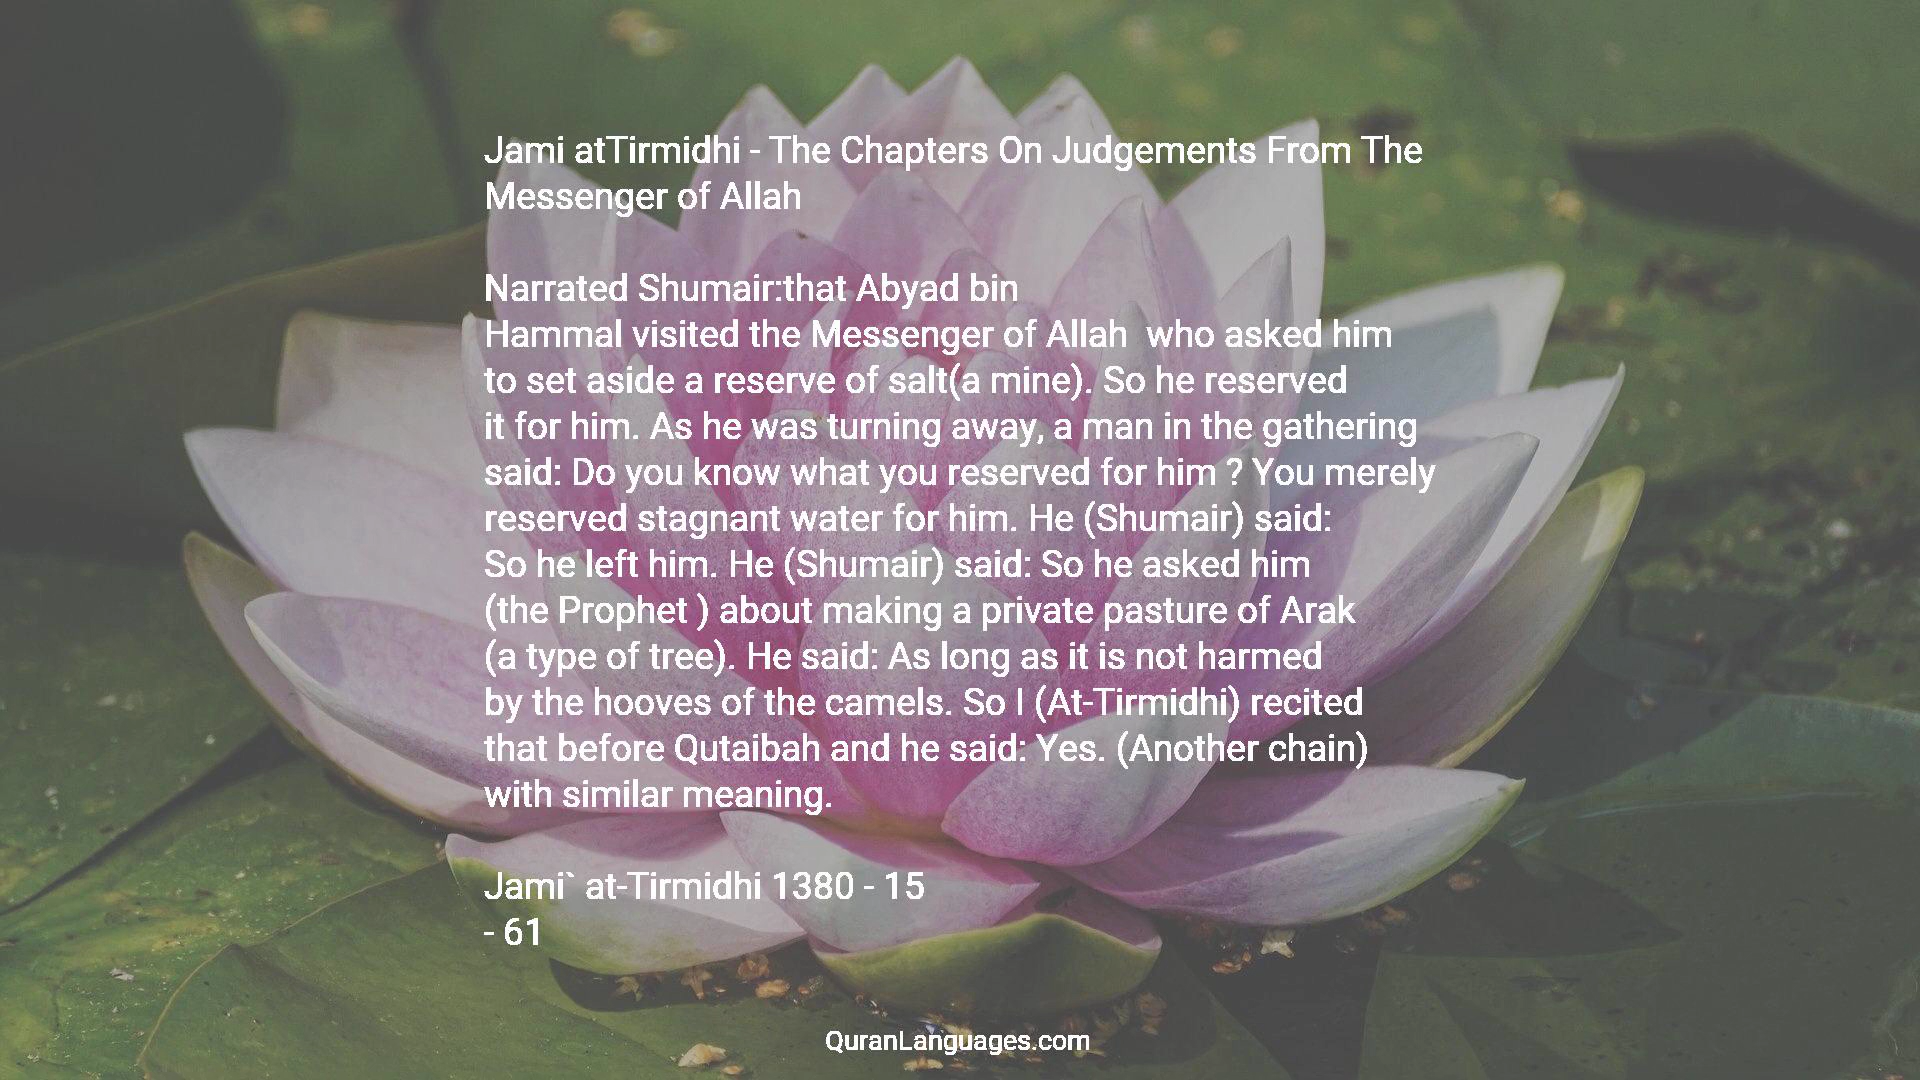 Jami atTirmidhi - The Chapters On Judgements From The
Messenger of Allah
Narrated Shumair:that Abyad bin
Hammal visited the Messenger of Allah  who asked him
to set aside a reserve of salt(a mine). So he reserved
it for him. As he was turning away, a man in the gathering
said: Do you know what you reserved for him ? You merely
reserved stagnant water for him. He (Shumair) said:
So he left him. He (Shumair) said: So he asked him
(the Prophet ) about making a private pasture of Arak
(a type of tree). He said: As long as it is not harmed
by the hooves of the camels. So I (At-Tirmidhi) recited
that before Qutaibah and he said: Yes. (Another chain)
with similar meaning.
Jami` at-Tirmidhi 1380 - 15
- 61
QuranLanguages.com